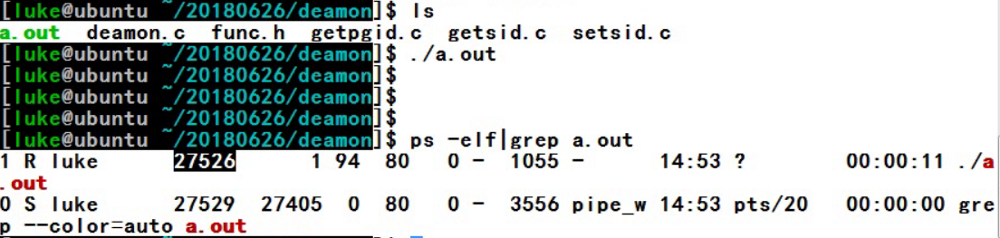 [luke@ubuntu ~/20180626/deamon]$ ls
a.out  deamon.c  func.h  getpgid.c  getsid.c  setsid.c
[luke@ubuntu ~/20180626/deamon]$ ./a.out
[luke@ubuntu ~/20180626/deamon]$
[luke@ubuntu ~/20180626/deamon]$
[luke@ubuntu ~/20180626/deamon]$
[luke@ubuntu ~/20180626/deamon]$ ps -elf|grep a.out
1 R luke      27526      1 94  80   0 -  1055 -      14:53 ?        00:00:11 ./a
.out
0 S luke      27529  27405  0  80   0 -  3556 pipe_w 14:53 pts/20   00:00:00 gre
p --color=auto a.out